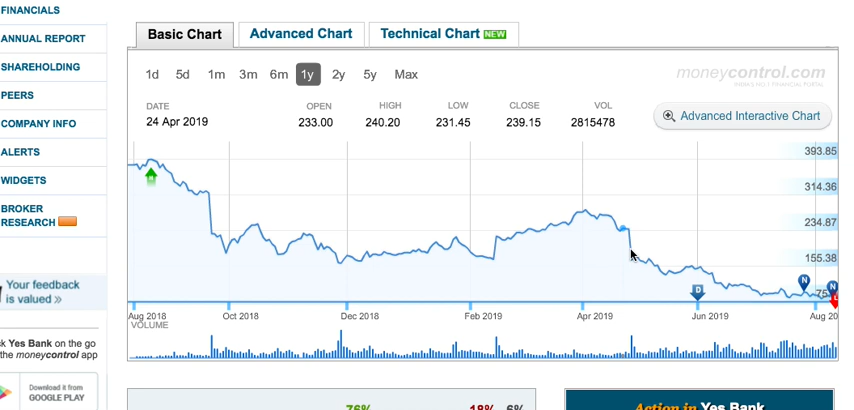 FINANCIALS
ANNUAL REPORT
SHAREHOLDING
PEERS
COMPANY INFO
ALERTS
WIDGETS
BROKER
RESEARCH
Your feedback
is valued »
k Yes Bank on the go
the moneycontrol app
Download it from
GOOGLE PLAY
Basic Chart
Advanced Chart
Technical Chart NEW
1d 5d 1m 3m 6m 1y 2y 5y Max
moneycontrol.com
INDIA'S NO.1 FINANCIAL PORTAL
DATE OPEN HIGH LOW CLOSE VOL
24 Apr 2019 233.00 240.20 231.45 239.15 2815478
Advanced Interactive Chart
393.85
314.36
234.87
155.38
75
N
N
D
L
Aug 2018 Oct 2018 Dec 2018 Feb 2019 Apr 2019 Jun 2019 Aug 20
VOLUME
76% 18% 6%
Action in Yes Bank